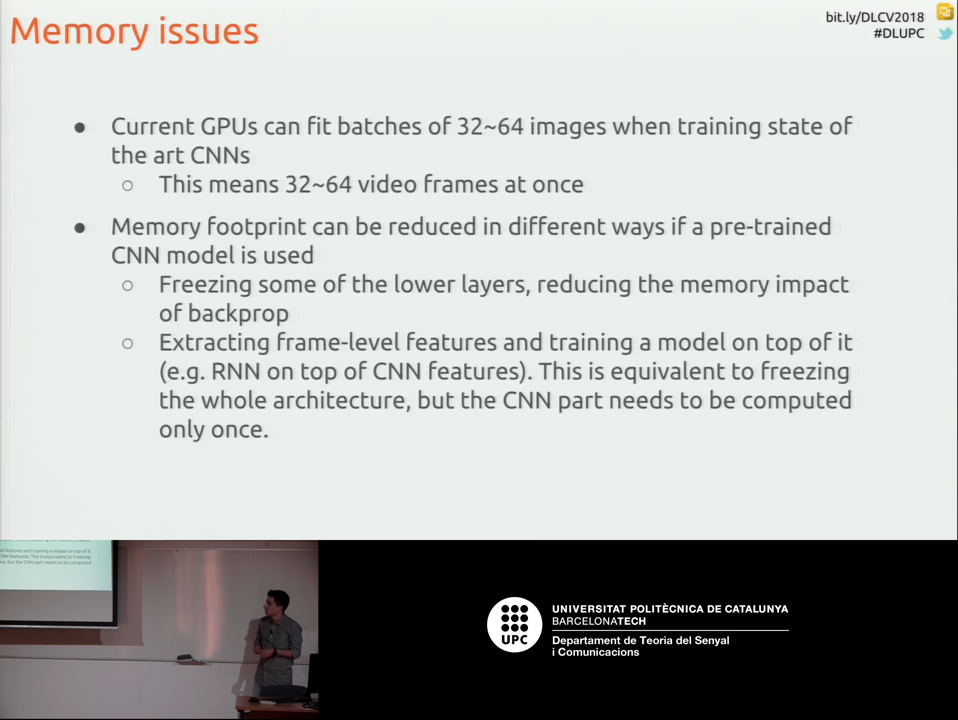 Memory issues
bit.ly/DLCV2018
#DLUPC
● Current GPUs can fit batches of 32~64 images when training state of
the art CNNs
○ This means 32~64 video frames at once
● Memory footprint can be reduced in different ways if a pre-trained
CNN model is used
○ Freezing some of the lower layers, reducing the memory impact
of backprop
○ Extracting frame-level features and training a model on top of it
(e.g. RNN on top of CNN features). This is equivalent to freezing
the whole architecture, but the CNN part needs to be computed
only once.
UPC
UNIVERSITAT POLITÈCNICA DE CATALUNYA
BARCELONATECH
Departament de Teoria del Senyal
i Comunicacions